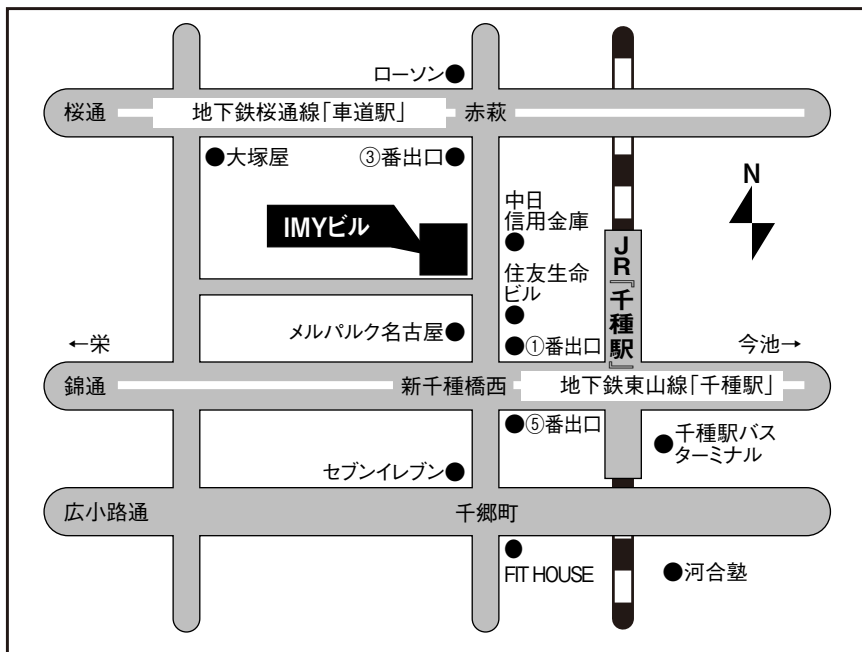 ローソン
桜通
地下鉄桜通線「車道駅」
赤萩
大塚屋
③番出口
N
中日
信用金庫
IMYビル
JR『千種駅』
住友生命
ビル
メルパルク名古屋
①番出口
←栄
今池→
錦通
新千種橋西
地下鉄東山線「千種駅」
⑤番出口
千種駅バス
ターミナル
セブンイレブン
広小路通
千郷町
FIT HOUSE
河合塾